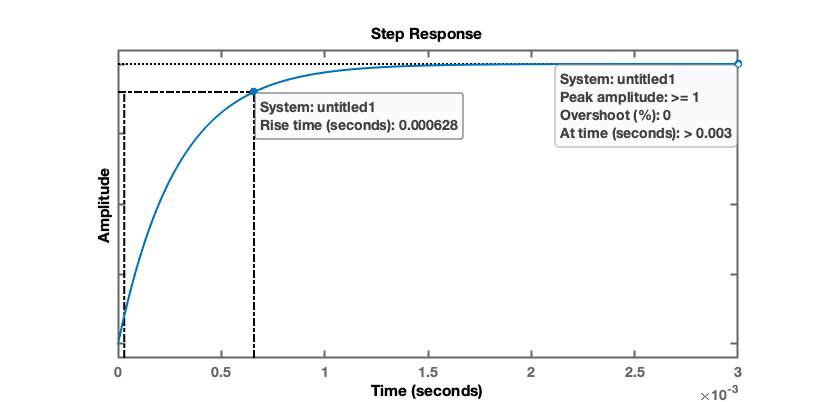 Step Response
System: untitled1
Peak amplitude: >= 1
Overshoot (%): 0
At time (seconds): > 0.003
System: untitled1
Rise time (seconds): 0.000628
Amplitude
0 0.5 1 1.5 2 2.5 3
Time (seconds)
×10⁻³